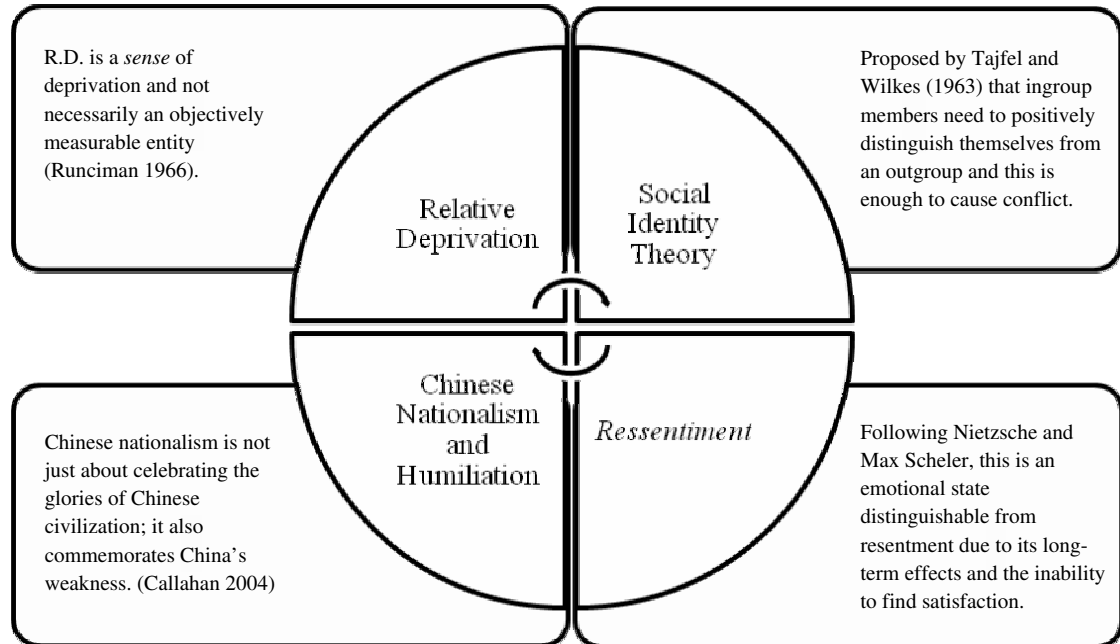 R.D. is a sense of
deprivation and not
necessarily an objectively
measurable entity
(Runciman 1966).
Relative
Deprivation
Proposed by Tajfel and
Wilkes (1963) that ingroup
members need to positively
distinguish themselves from
an outgroup and this is
enough to cause conflict.
Social
Identity
Theory
Chinese nationalism is not
just about celebrating the
glories of Chinese
civilization; it also
commemorates China’s
weakness. (Callahan 2004)
Chinese
Nationalism
and
Humiliation
Ressentiment
Following Nietzsche and
Max Scheler, this is an
emotional state
distinguishable from
resentment due to its long-
term effects and the inability
to find satisfaction.